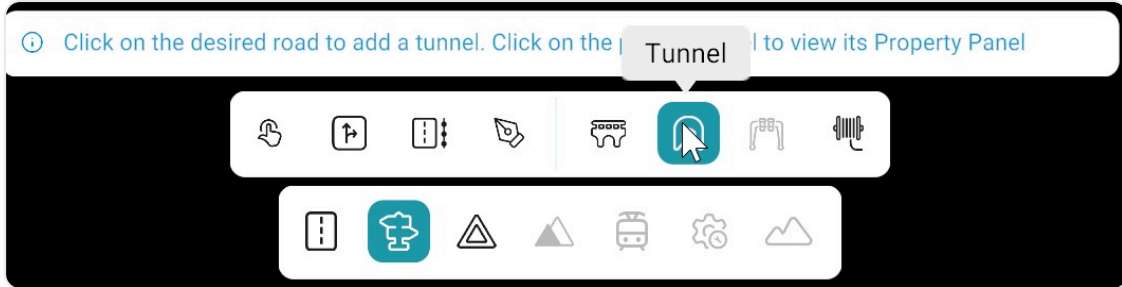 Click on the desired road to add a tunnel. Click on the l to view its Property Panel
Tunnel